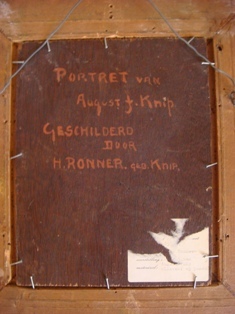 PORTRET van
August J. Knip
GESCHILDERD
DOOR
H. RONNER. GEB. KNIP.